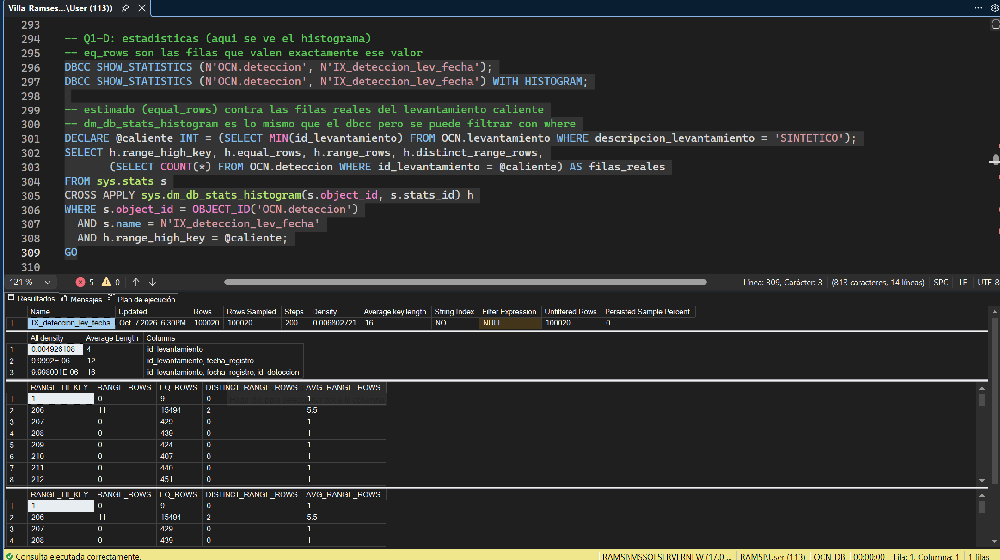 Villa_Ramses...\User (113))
293
294 -- Q1-D: estadisticas (aqui se ve el histograma)
295 -- eq_rows son las filas que valen exactamente ese valor
296 DBCC SHOW_STATISTICS (N'OCN.deteccion', N'IX_deteccion_lev_fecha');
297 DBCC SHOW_STATISTICS (N'OCN.deteccion', N'IX_deteccion_lev_fecha') WITH HISTOGRAM;
298
299 -- estimado (equal_rows) contra las filas reales del levantamiento caliente
300 -- dm_db_stats_histogram es lo mismo que el dbcc pero se puede filtrar con where
301 DECLARE @caliente INT = (SELECT MIN(id_levantamiento) FROM OCN.levantamiento WHERE descripcion_levantamiento = 'SINTETICO');
302 SELECT h.range_high_key, h.equal_rows, h.range_rows, h.distinct_range_rows,
303 (SELECT COUNT(*) FROM OCN.deteccion WHERE id_levantamiento = @caliente) AS filas_reales
304 FROM sys.stats s
305 CROSS APPLY sys.dm_db_stats_histogram(s.object_id, s.stats_id) h
306 WHERE s.object_id = OBJECT_ID('OCN.deteccion')
307 AND s.name = N'IX_deteccion_lev_fecha'
308 AND h.range_high_key = @caliente;
309 GO
310
121 % 5 0 Línea: 309, Carácter: 3 (813 caracteres, 14 líneas) SPC LF UTF-8
Resultados Mensajes Plan de ejecución
Name Updated Rows Rows Sampled Steps Density Average key length String Index Filter Expression Unfiltered Rows Persisted Sample Percent
1 IX_deteccion_lev_fecha Oct 7 2026 6:30PM 100020 100020 200 0.006802721 16 NO NULL 100020 0
All density Average Length Columns
1 0.004926108 4 id_levantamiento
2 9.9992E-06 12 id_levantamiento, fecha_registro
3 9.998001E-06 16 id_levantamiento, fecha_registro, id_deteccion
RANGE_HI_KEY RANGE_ROWS EQ_ROWS DISTINCT_RANGE_ROWS AVG_RANGE_ROWS
1 1 0 9 0 1
Haga clic para seleccionar toda la columna
2 206 11 15494 2 5.5
3 207 0 429 0 1
4 208 0 439 0 1
5 209 0 424 0 1
6 210 0 407 0 1
7 211 0 440 0 1
8 212 0 451 0 1
RANGE_HI_KEY RANGE_ROWS EQ_ROWS DISTINCT_RANGE_ROWS AVG_RANGE_ROWS
1 1 0 9 0 1
2 206 11 15494 2 5.5
3 207 0 429 0 1
4 208 0 439 0 1
Consulta ejecutada correctamente. RAMSI\MSSQLSERVERNEW (17.0 ... RAMSI\User (113) OCN_DB 00:00:00 Fila: 1, Columna: 1 1 filas